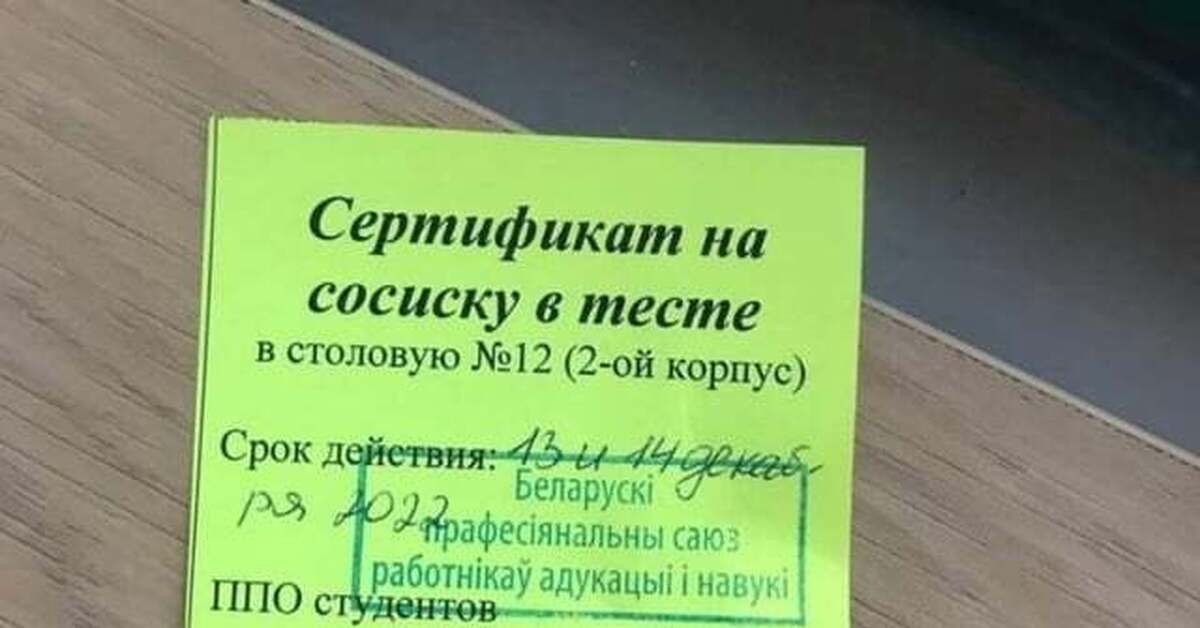 Сертификат на
сосиску в тесте
в столовую №12 (2-ой корпус)
Срок действия: 13 и 14 декаб-
ря 2022
Беларускі
прафесіянальны саюз
работнікаў адукацыі і навукі
ППО студентов